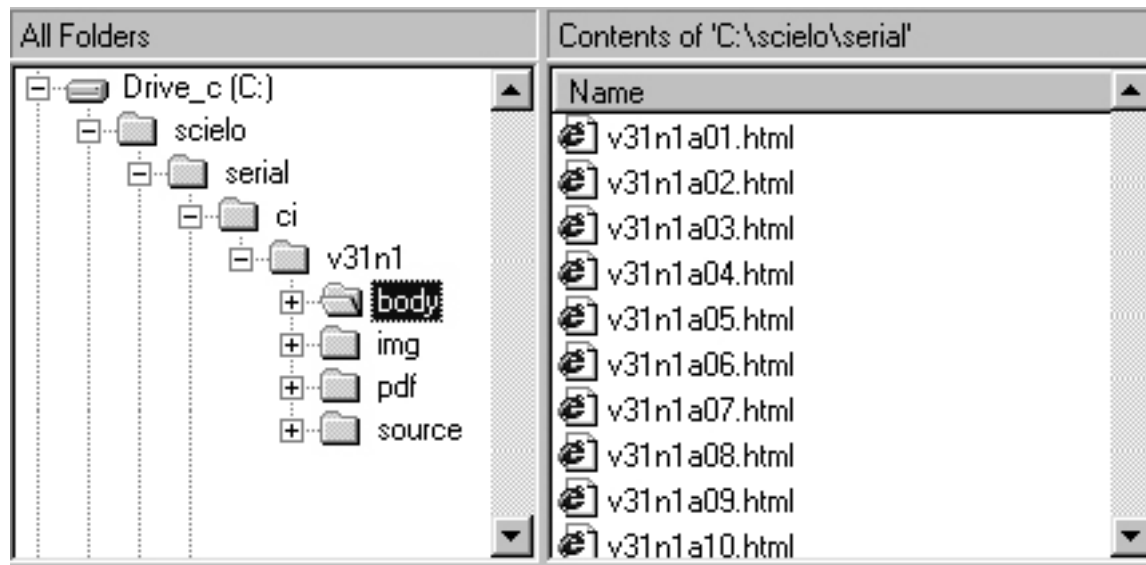 All Folders
Drive_c (C:)
scielo
serial
ci
v31n1
body
img
pdf
source
Contents of 'C:\scielo\serial'
Name
v31n1a01.html
v31n1a02.html
v31n1a03.html
v31n1a04.html
v31n1a05.html
v31n1a06.html
v31n1a07.html
v31n1a08.html
v31n1a09.html
v31n1a10.html